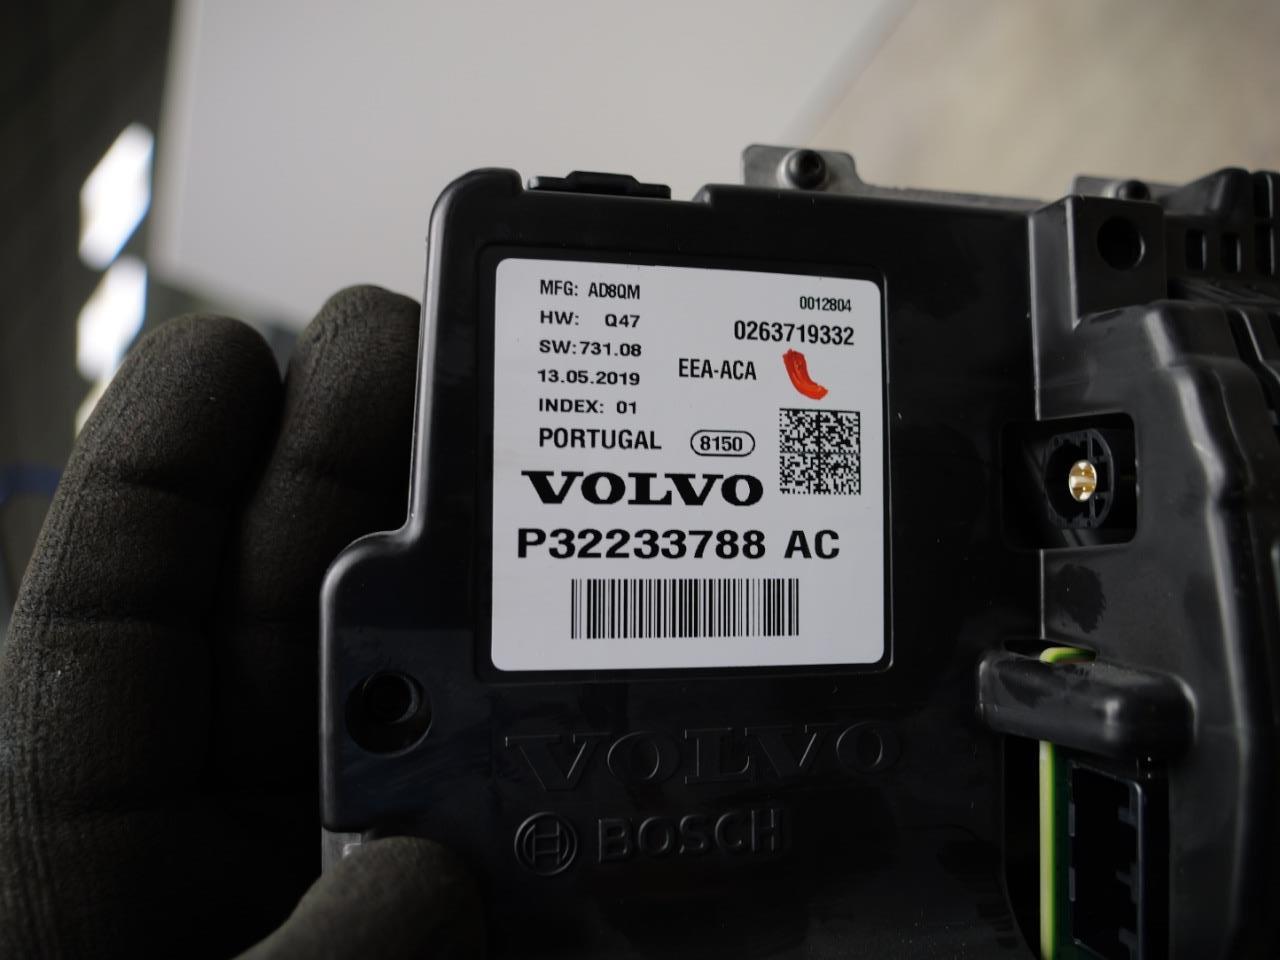 MFG: AD8QM
0012804
HW: Q47
0263719332
SW:731.08
EEA-ACA
13.05.2019
INDEX: 01
PORTUGAL 8150
VOLVO
P32233788 AC
VOLVO
BOSCH